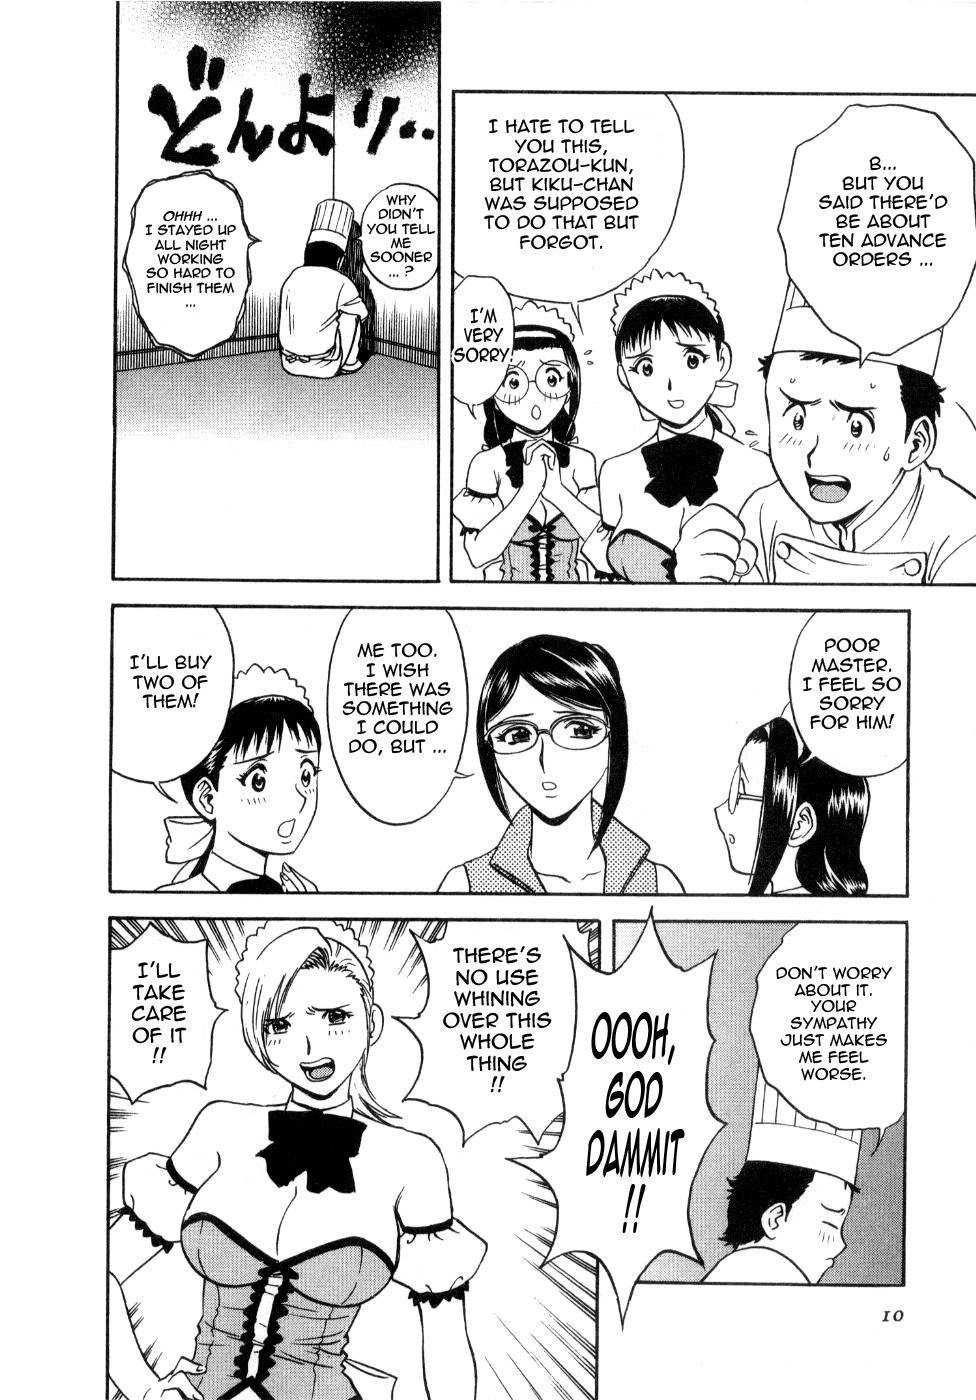 B...
BUT YOU
SAID THERE'D
BE ABOUT
TEN ADVANCE
ORDERS ...
I HATE TO TELL
YOU THIS,
TORAZOU-KUN,
BUT KIKU-CHAN
WAS SUPPOSED
TO DO THAT BUT
FORGOT.
I'M
VERY
SORRY!
どんより..
WHY
DIDN'T
YOU TELL
ME
SOONER
... ?
OHHH ...
I STAYED UP
ALL NIGHT
WORKING
SO HARD TO
FINISH THEM
...
POOR
MASTER.
I FEEL SO
SORRY
FOR HIM!
ME TOO.
I WISH
THERE WAS
SOMETHING
I COULD
DO, BUT ...
I'LL BUY
TWO OF
THEM!
DON'T WORRY
ABOUT IT.
YOUR
SYMPATHY
JUST MAKES
ME FEEL
WORSE.
OOOH,
GOD
DAMMIT
!!
THERE'S
NO USE
WHINING
OVER THIS
WHOLE
THING
!!
I'LL
TAKE
CARE
OF IT
!!
10